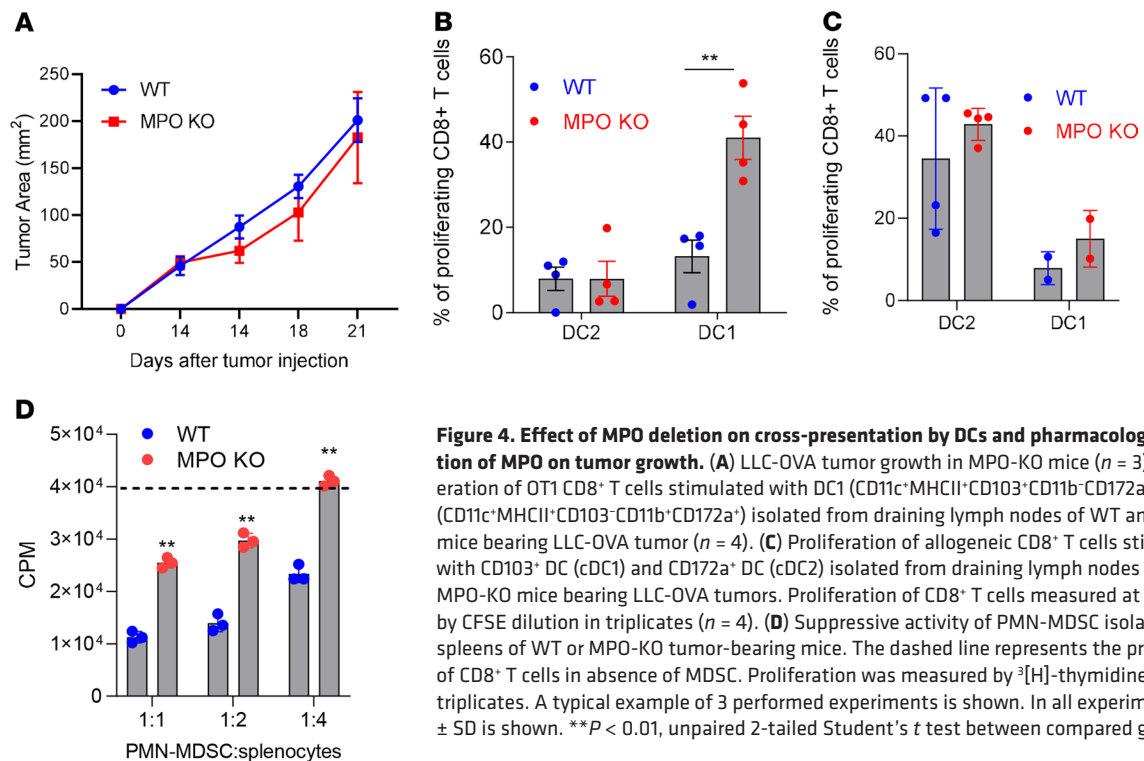 A
WT
MPO KO
Tumor Area (mm²)
250
200
150
100
50
0
0 14 14 18 21
Days after tumor injection
B
% of proliferating CD8+ T cells
60
40
20
0
WT
MPO KO
**
DC2 DC1
C
% of proliferating CD8+ T cells
60
40
20
0
WT
MPO KO
DC2 DC1
D
WT
MPO KO
CPM
5×10⁴
4×10⁴
3×10⁴
2×10⁴
1×10⁴
0
** ** **
1:1 1:2 1:4
PMN-MDSC:splenocytes
Figure 4. Effect of MPO deletion on cross-presentation by DCs and pharmacolog
tion of MPO on tumor growth. (A) LLC-OVA tumor growth in MPO-KO mice (n = 3)
eration of OT1 CD8⁺ T cells stimulated with DC1 (CD11c⁺MHCII⁺CD103⁺CD11b⁻CD172a
(CD11c⁺MHCII⁺CD103⁻CD11b⁺CD172a⁺) isolated from draining lymph nodes of WT an
mice bearing LLC-OVA tumor (n = 4). (C) Proliferation of allogeneic CD8⁺ T cells sti
with CD103⁺ DC (cDC1) and CD172a⁺ DC (cDC2) isolated from draining lymph nodes
MPO-KO mice bearing LLC-OVA tumors. Proliferation of CD8⁺ T cells measured at
by CFSE dilution in triplicates (n = 4). (D) Suppressive activity of PMN-MDSC isola
spleens of WT or MPO-KO tumor-bearing mice. The dashed line represents the pr
of CD8⁺ T cells in absence of MDSC. Proliferation was measured by ³[H]-thymidine
triplicates. A typical example of 3 performed experiments is shown. In all experim
± SD is shown. **P < 0.01, unpaired 2-tailed Student's t test between compared g